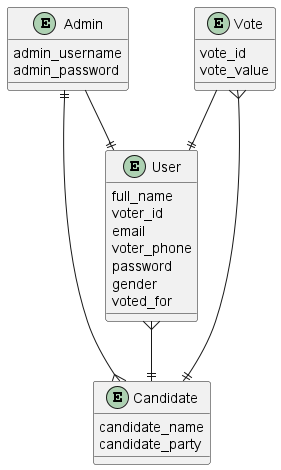 E Admin
admin_username
admin_password
E Vote
vote_id
vote_value
E User
full_name
voter_id
email
voter_phone
password
gender
voted_for
E Candidate
candidate_name
candidate_party